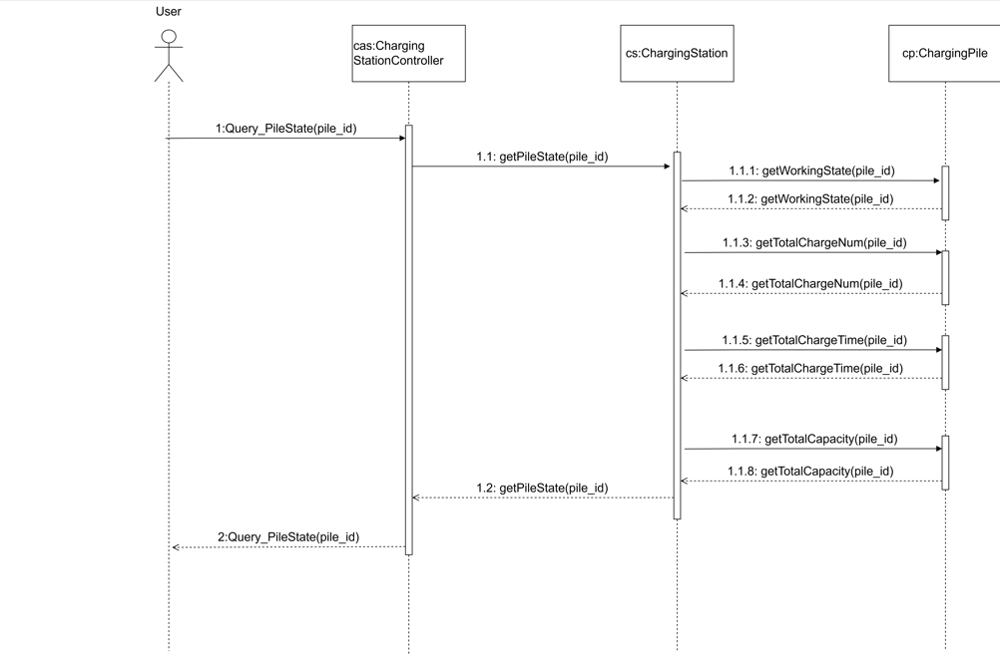 User
cas:Charging
StationController
cs:ChargingStation
cp:ChargingPile
1:Query_PileState(pile_id)
1.1: getPileState(pile_id)
1.1.1: getWorkingState(pile_id)
1.1.2: getWorkingState(pile_id)
1.1.3: getTotalChargeNum(pile_id)
1.1.4: getTotalChargeNum(pile_id)
1.1.5: getTotalChargeTime(pile_id)
1.1.6: getTotalChargeTime(pile_id)
1.1.7: getTotalCapacity(pile_id)
1.1.8: getTotalCapacity(pile_id)
1.2: getPileState(pile_id)
2:Query_PileState(pile_id)